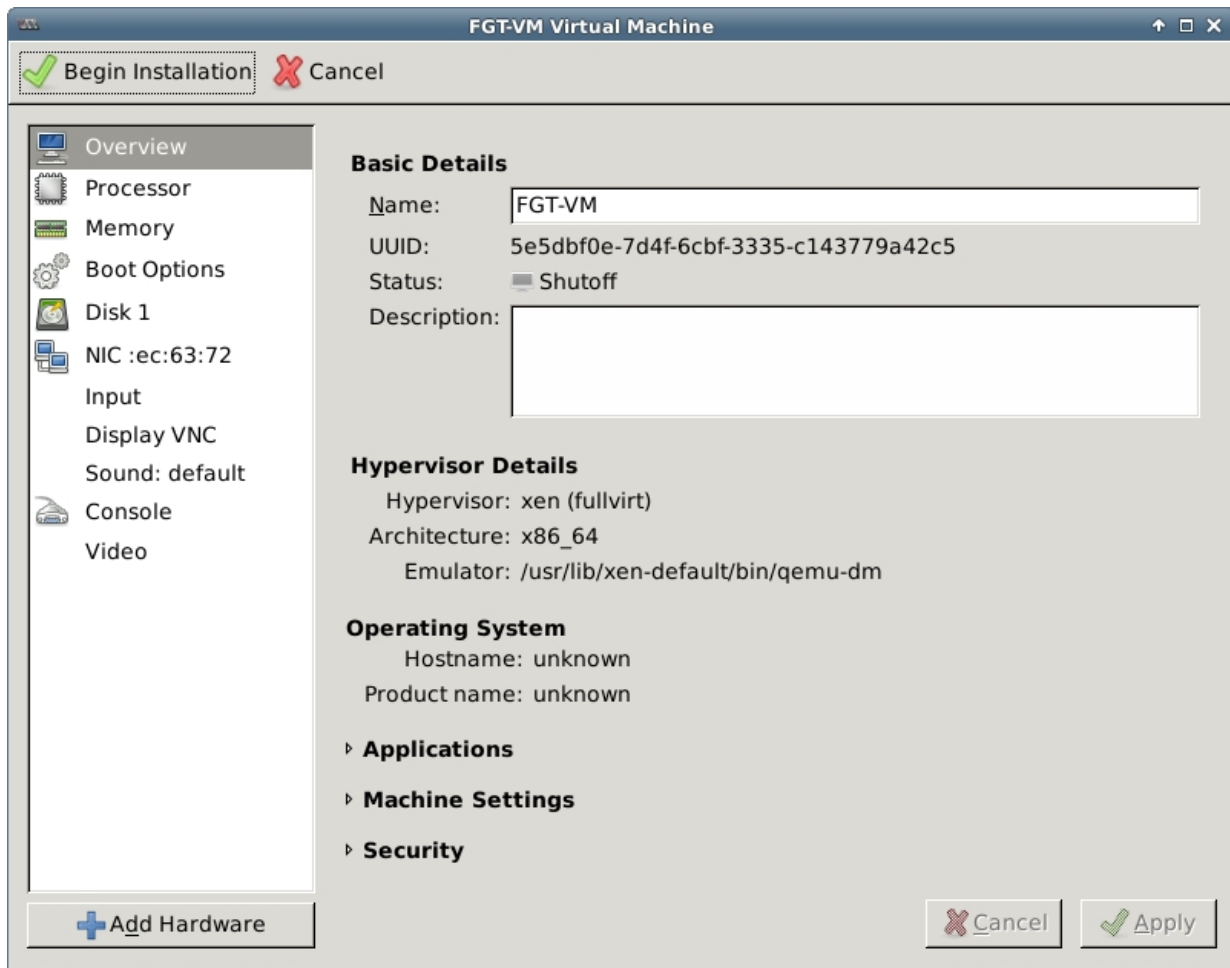 FGT-VM Virtual Machine
Begin Installation Cancel
Overview
Processor
Memory
Boot Options
Disk 1
NIC :ec:63:72
Input
Display VNC
Sound: default
Console
Video
Add Hardware
Basic Details
Name: FGT-VM
UUID: 5e5dbf0e-7d4f-6cbf-3335-c143779a42c5
Status: Shutoff
Description:
Hypervisor Details
Hypervisor: xen (fullvirt)
Architecture: x86_64
Emulator: /usr/lib/xen-default/bin/qemu-dm
Operating System
Hostname: unknown
Product name: unknown
Applications
Machine Settings
Security
Cancel Apply